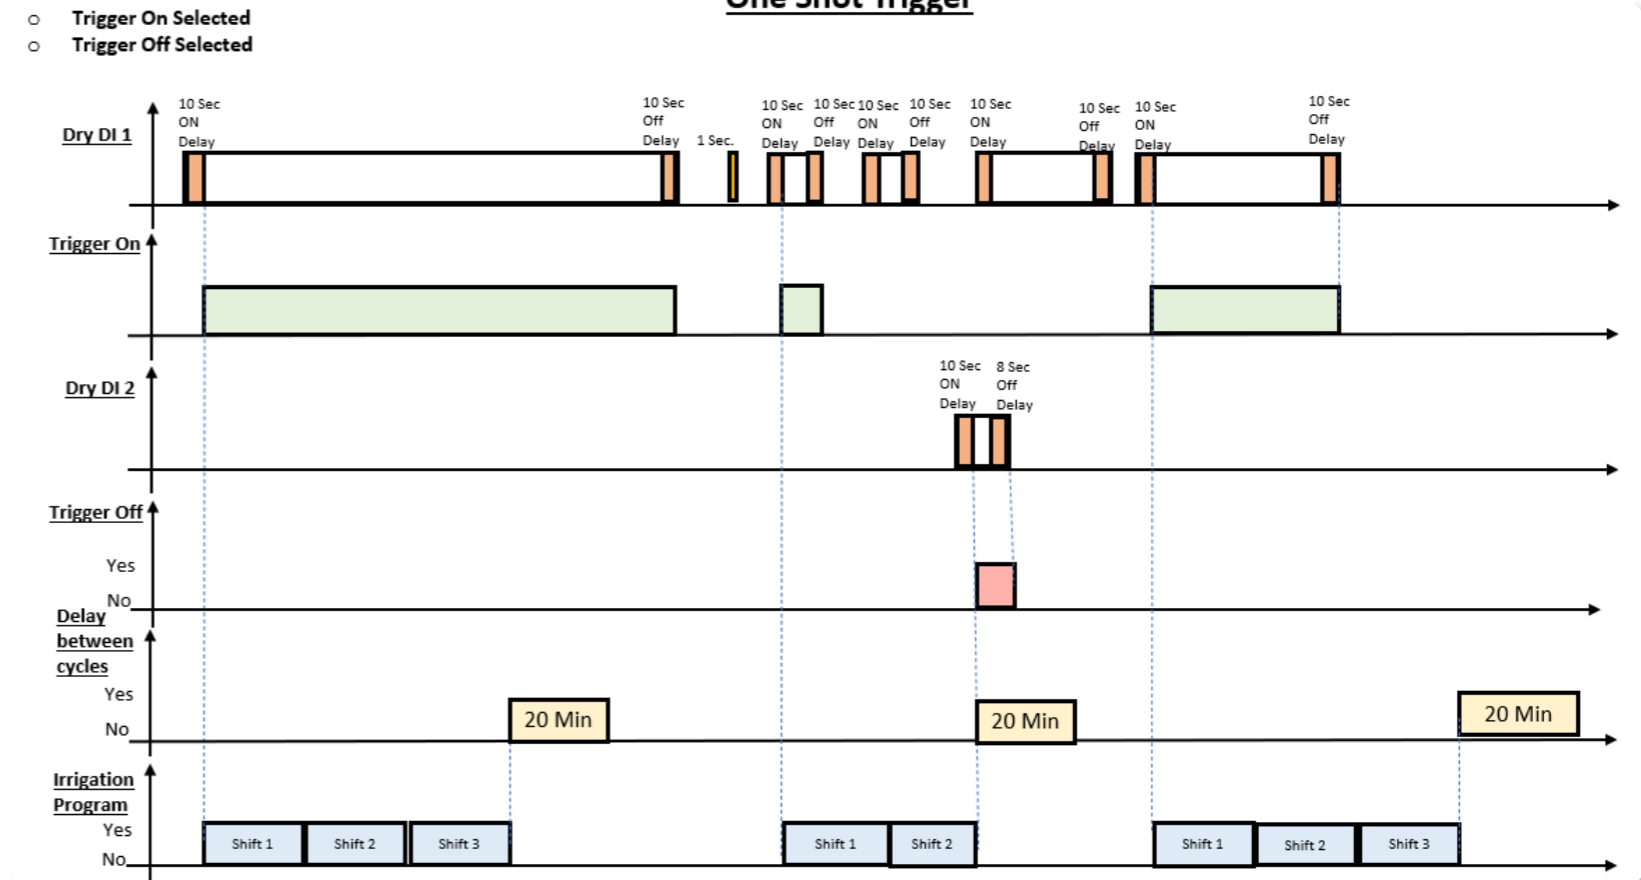 One Shot Trigger
Trigger On Selected
Trigger Off Selected
Dry DI 1
10 Sec
ON
Delay
10 Sec
Off
Delay
1 Sec.
10 Sec
ON
Delay
10 Sec
Off
Delay
10 Sec
ON
Delay
10 Sec
Off
Delay
10 Sec
ON
Delay
10 Sec
Off
Delay
10 Sec
ON
Delay
10 Sec
Off
Delay
Trigger On
Dry DI 2
10 Sec
ON
Delay
8 Sec
Off
Delay
Trigger Off
Yes
No
Delay
between
cycles
Yes
No
20 Min
20 Min
20 Min
Irrigation
Program
Yes
No
Shift 1
Shift 2
Shift 3
Shift 1
Shift 2
Shift 1
Shift 2
Shift 3